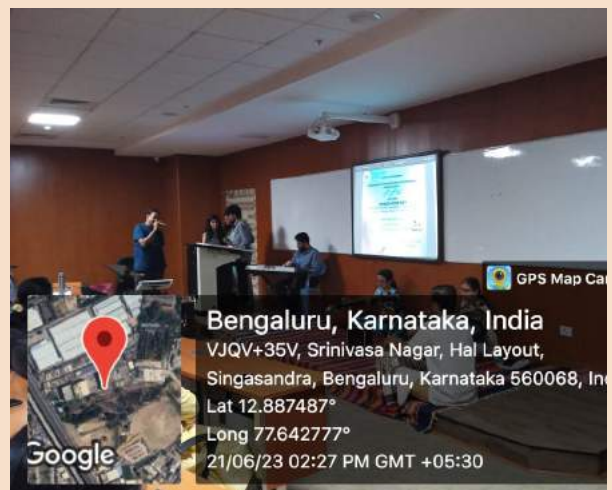 GPS Map Ca
Bengaluru, Karnataka, India
VJQV+35V, Srinivasa Nagar, Hal Layout,
Singasandra, Bengaluru, Karnataka 560068, In
Lat 12.887487°
Long 77.642777°
21/06/23 02:27 PM GMT +05:30
Google